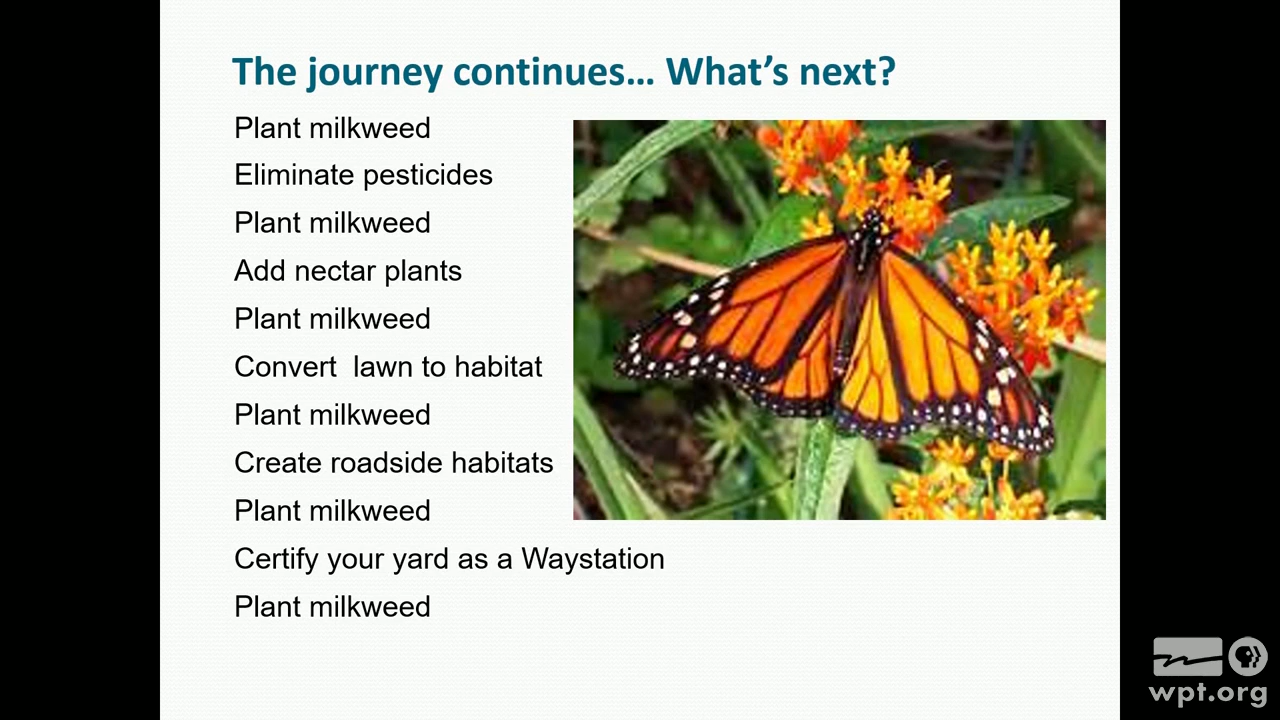 The journey continues… What’s next?
Plant milkweed
Eliminate pesticides
Plant milkweed
Add nectar plants
Plant milkweed
Convert  lawn to habitat
Plant milkweed
Create roadside habitats
Plant milkweed
Certify your yard as a Waystation
Plant milkweed
wpt.org